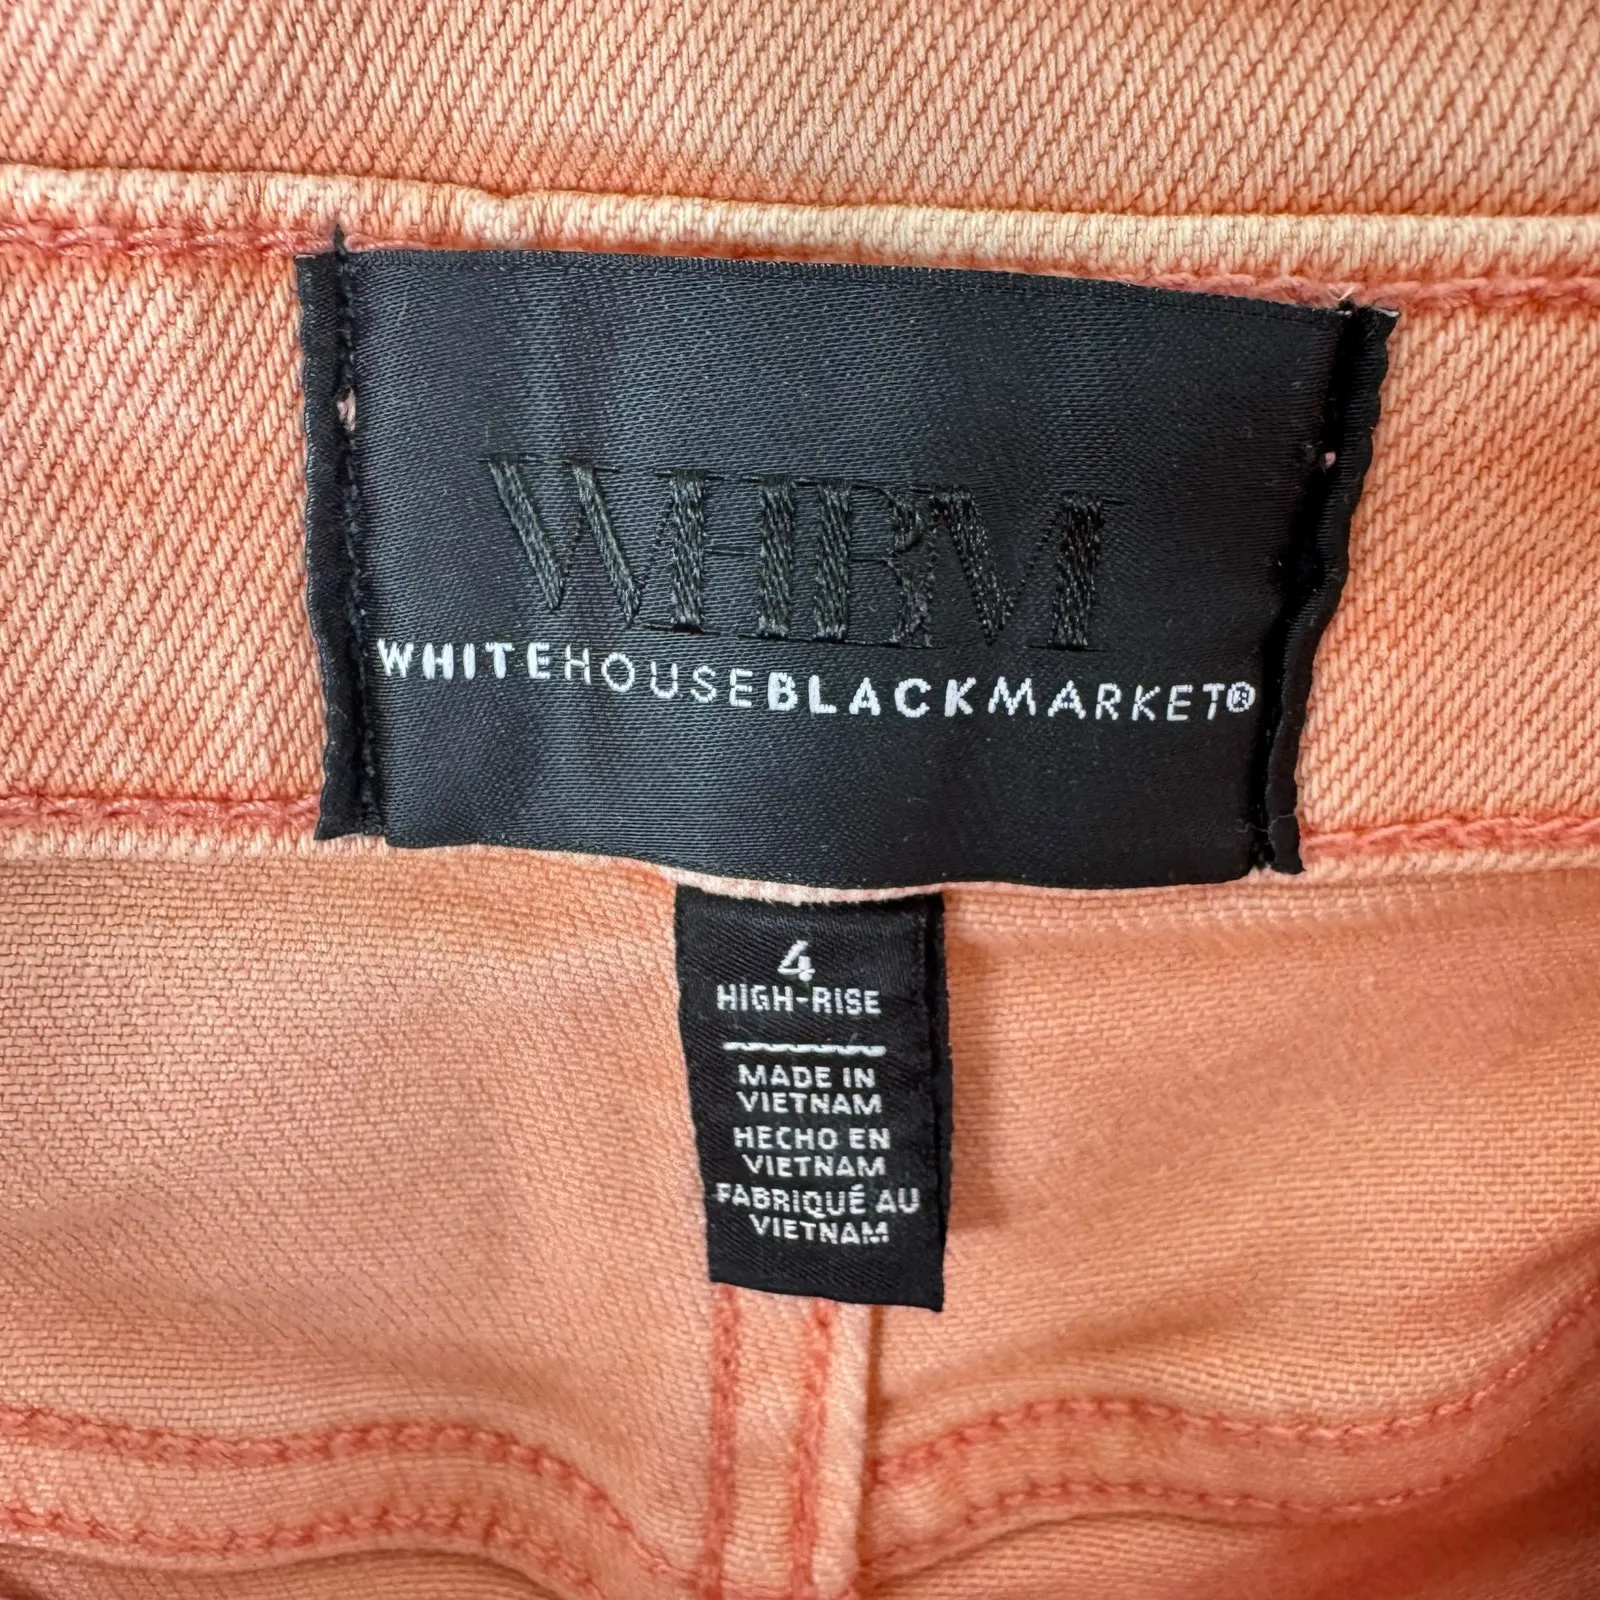 WHBM
WHITEHOUSEBLACKMARKET®
4
HIGH-RISE
MADE IN
VIETNAM
HECHO EN
VIETNAM
FABRIQUÉ AU
VIETNAM